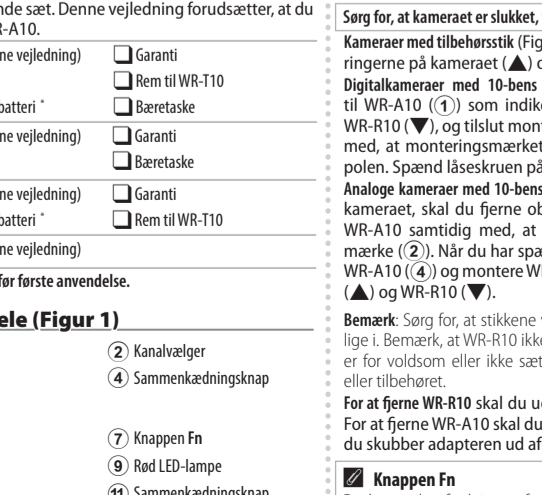 nde sæt. Denne vejledning forudsætter, at du
R-A10.
ne vejledning) ❑ Garanti
❑ Rem til WR-T10
batteri * ❑ Bæretaske
ne vejledning) ❑ Garanti
❑ Bæretaske
ne vejledning) ❑ Garanti
batteri * ❑ Rem til WR-T10
ne vejledning)
før første anvendelse.
ele (Figur 1)
② Kanalvælger
④ Sammenkædningsknap
⑦ Knappen Fn
⑨ Rød LED-lampe
⑪ Sammenkædningsknap
Sørg for, at kameraet er slukket,
Kameraer med tilbehørsstik (Fig
ringerne på kameraet (▲) o
Digitalkameraer med 10-bens
til WR-A10 (①) som indike
WR-R10 (▼), og tilslut mont
med, at monteringsmærket
polen. Spænd låseskruen på
Analoge kameraer med 10-bens
kameraet, skal du fjerne ob
WR-A10 samtidig med, at
mærke (②). Når du har spæ
WR-A10 (④) og montere W
(▲) og WR-R10 (▼).
Bemærk: Sørg for, at stikkene
lige i. Bemærk, at WR-R10 ikke
er for voldsom eller ikke sæt
eller tilbehøret.
For at fjerne WR-R10 skal du u
For at fjerne WR-A10 skal du
du skubber adapteren ud af
Knappen Fn